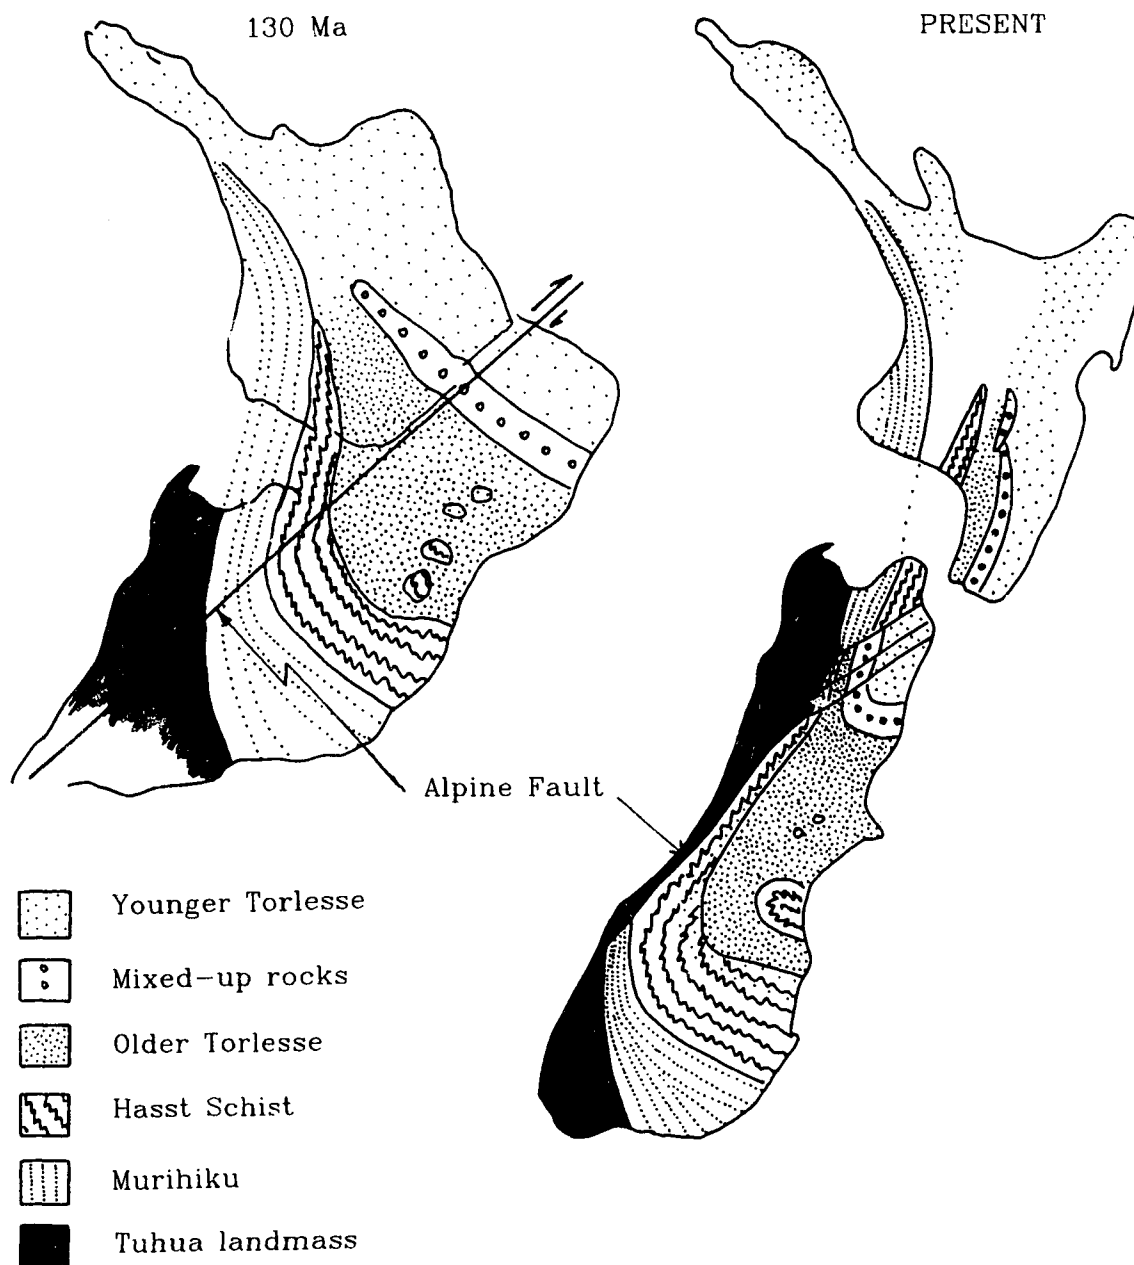 130 Ma
PRESENT
Alpine Fault
Younger Torlesse
Mixed-up rocks
Older Torlesse
Hasst Schist
Murihiku
Tuhua landmass